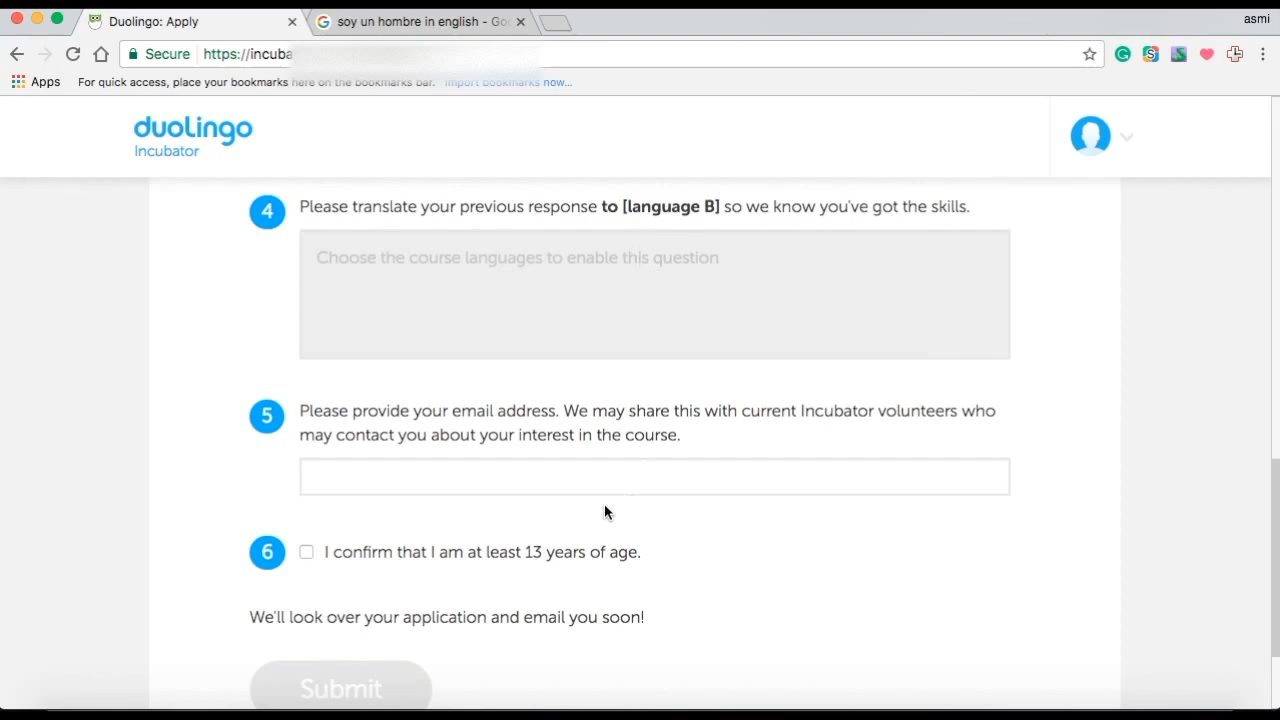 Duolingo: Apply
soy un hombre in english - Go
asmi
Secure https://incuba
Apps For quick access, place your bookmarks here on the bookmarks bar. Import bookmarks now...
duolingo
Incubator
4 Please translate your previous response to [language B] so we know you've got the skills.
Choose the course languages to enable this question
5 Please provide your email address. We may share this with current Incubator volunteers who
may contact you about your interest in the course.
6 I confirm that I am at least 13 years of age.
We'll look over your application and email you soon!
Submit